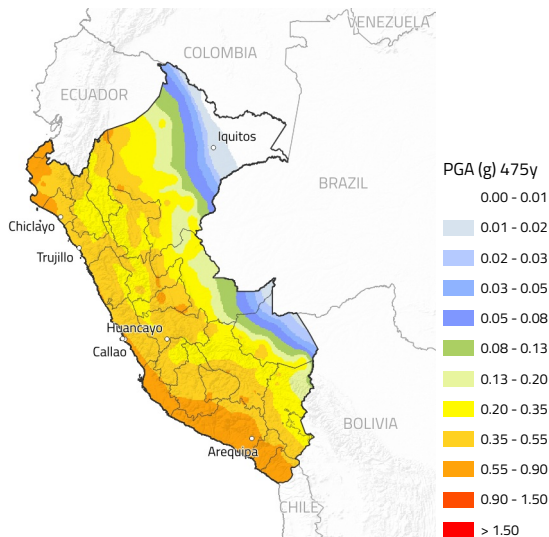 VENEZUELA
COLOMBIA
ECUADOR
Iquitos
BRAZIL
Chiclayo
Trujillo
Huancayo
Callao
Arequipa
BOLIVIA
CHILE
PGA (g) 475y
0.00 - 0.01
0.01 - 0.02
0.02 - 0.03
0.03 - 0.05
0.05 - 0.08
0.08 - 0.13
0.13 - 0.20
0.20 - 0.35
0.35 - 0.55
0.55 - 0.90
0.90 - 1.50
> 1.50